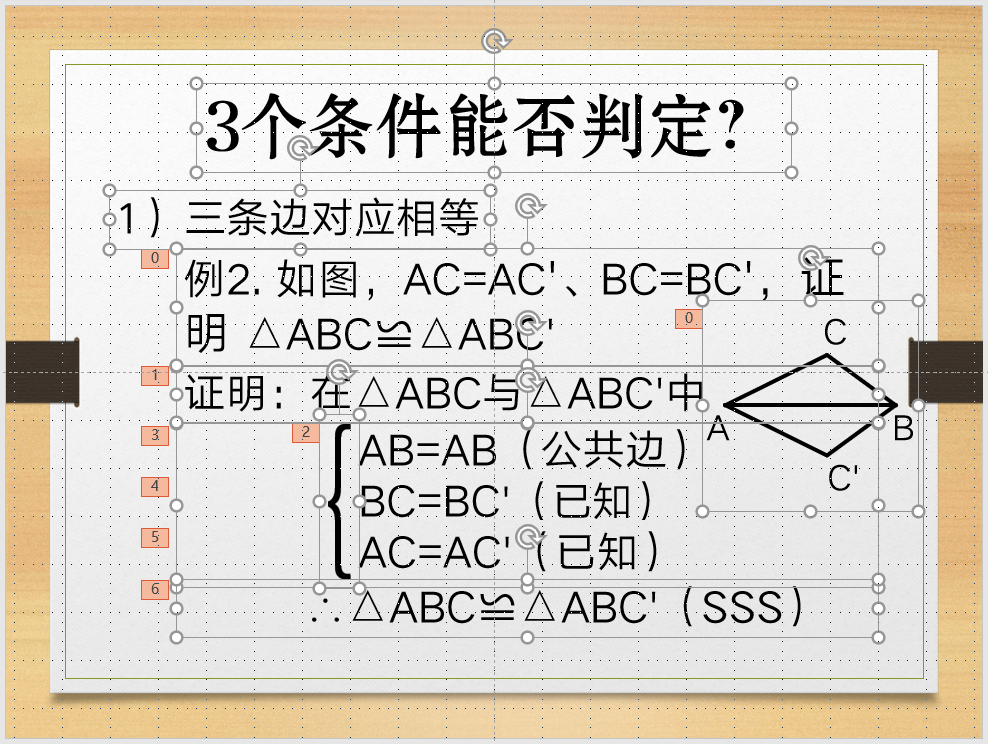 3个条件能否判定？
1）三条边对应相等
0
例2. 如图，AC=AC'、BC=BC'，证
明 △ABC≌△ABC'
0
1
证明：在△ABC与△ABC'中
C
A
B
C'
2
3
AB=AB（公共边）
4
BC=BC'（已知）
5
AC=AC'（已知）
6
∴△ABC≌△ABC'（SSS）